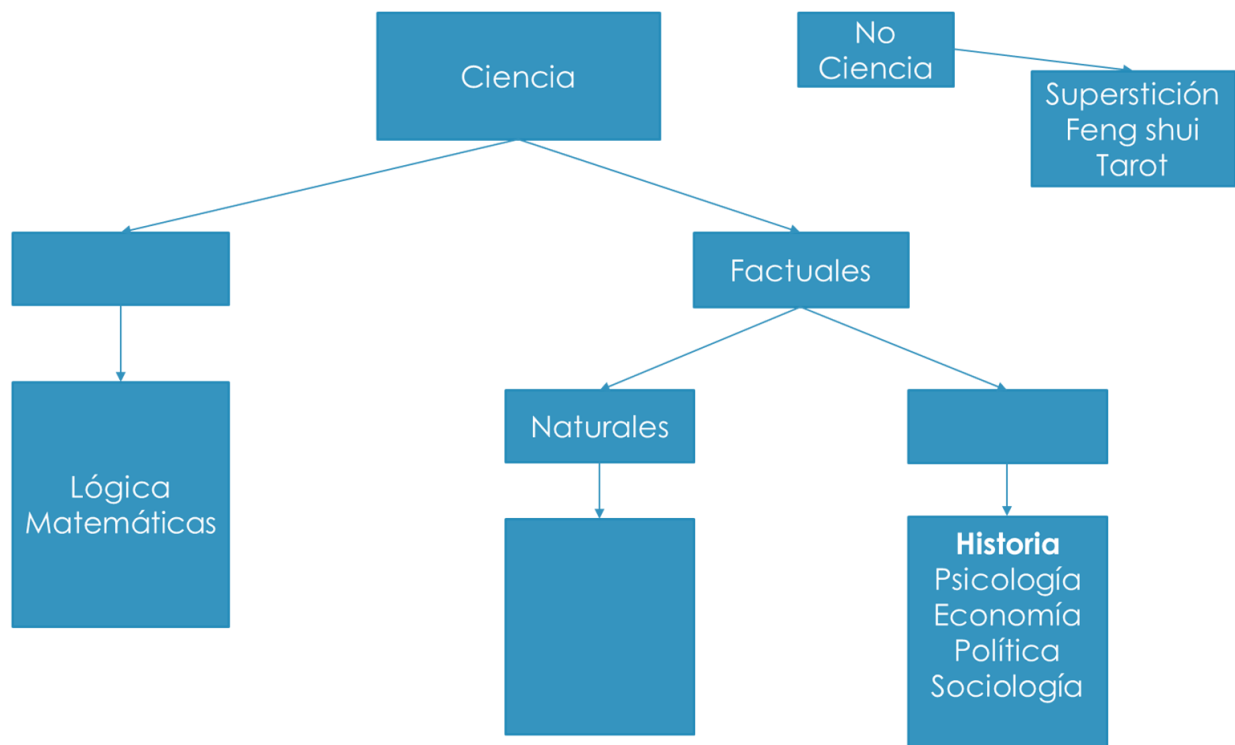 Ciencia
No
Ciencia
Superstición
Feng shui
Tarot
Factuales
Naturales
Lógica
Matemáticas
Historia
Psicología
Economía
Política
Sociología